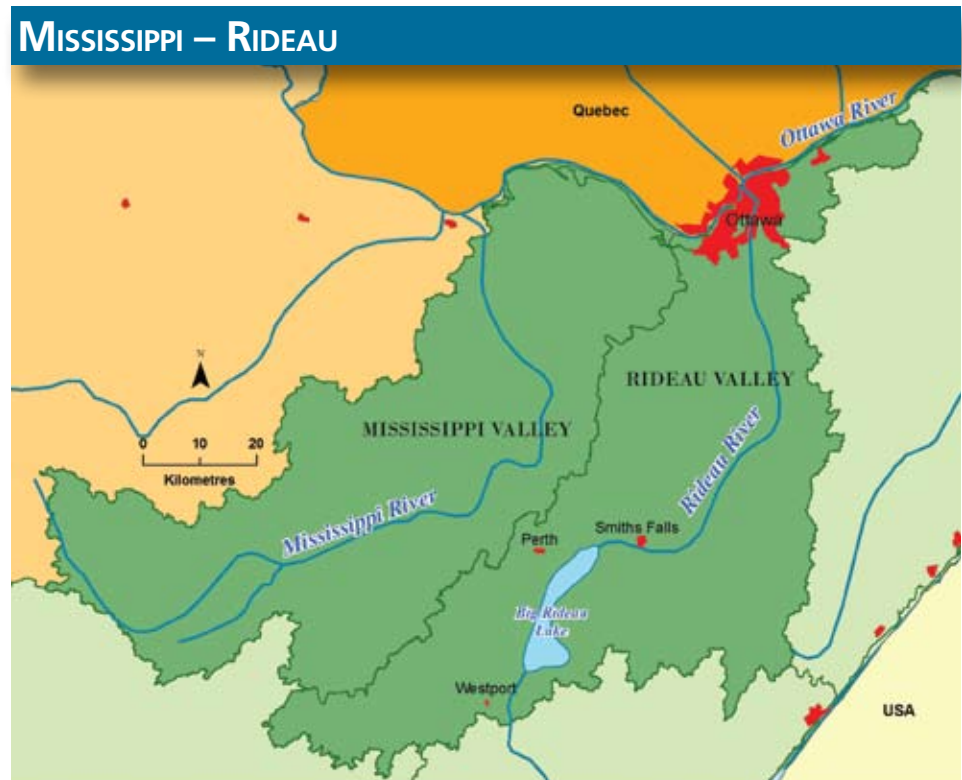 MISSISSIPPI – RIDEAU
Quebec
Ottawa River
Ottawa
N
RIDEAU VALLEY
MISSISSIPPI VALLEY
0 10 20
Kilometres
Rideau River
Mississippi River
Smiths Falls
Perth
Big Rideau
Lake
Westport
USA